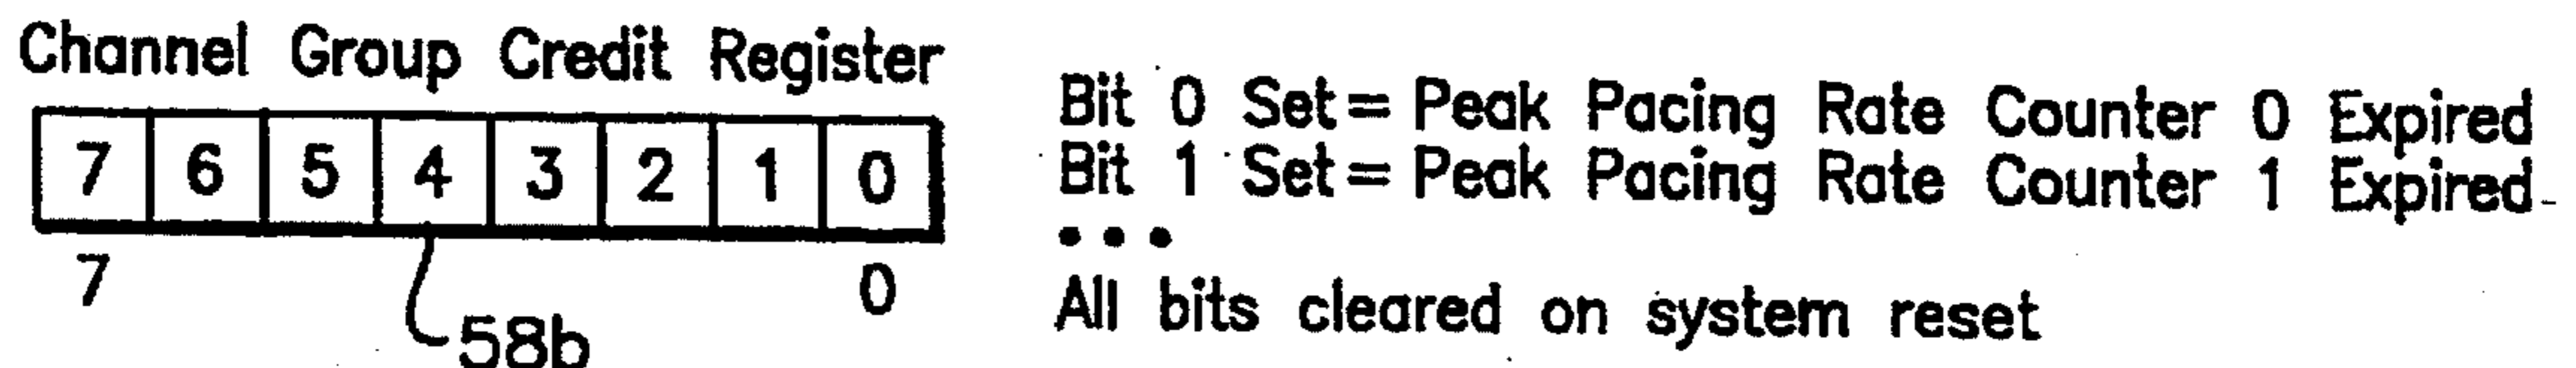 Channel Group Credit Register
7 6 5 4 3 2 1 0
7 0
58b
Bit 0 Set= Peak Pacing Rate Counter 0 Expired
Bit 1 Set= Peak Pacing Rate Counter 1 Expired
•••
All bits cleared on system reset